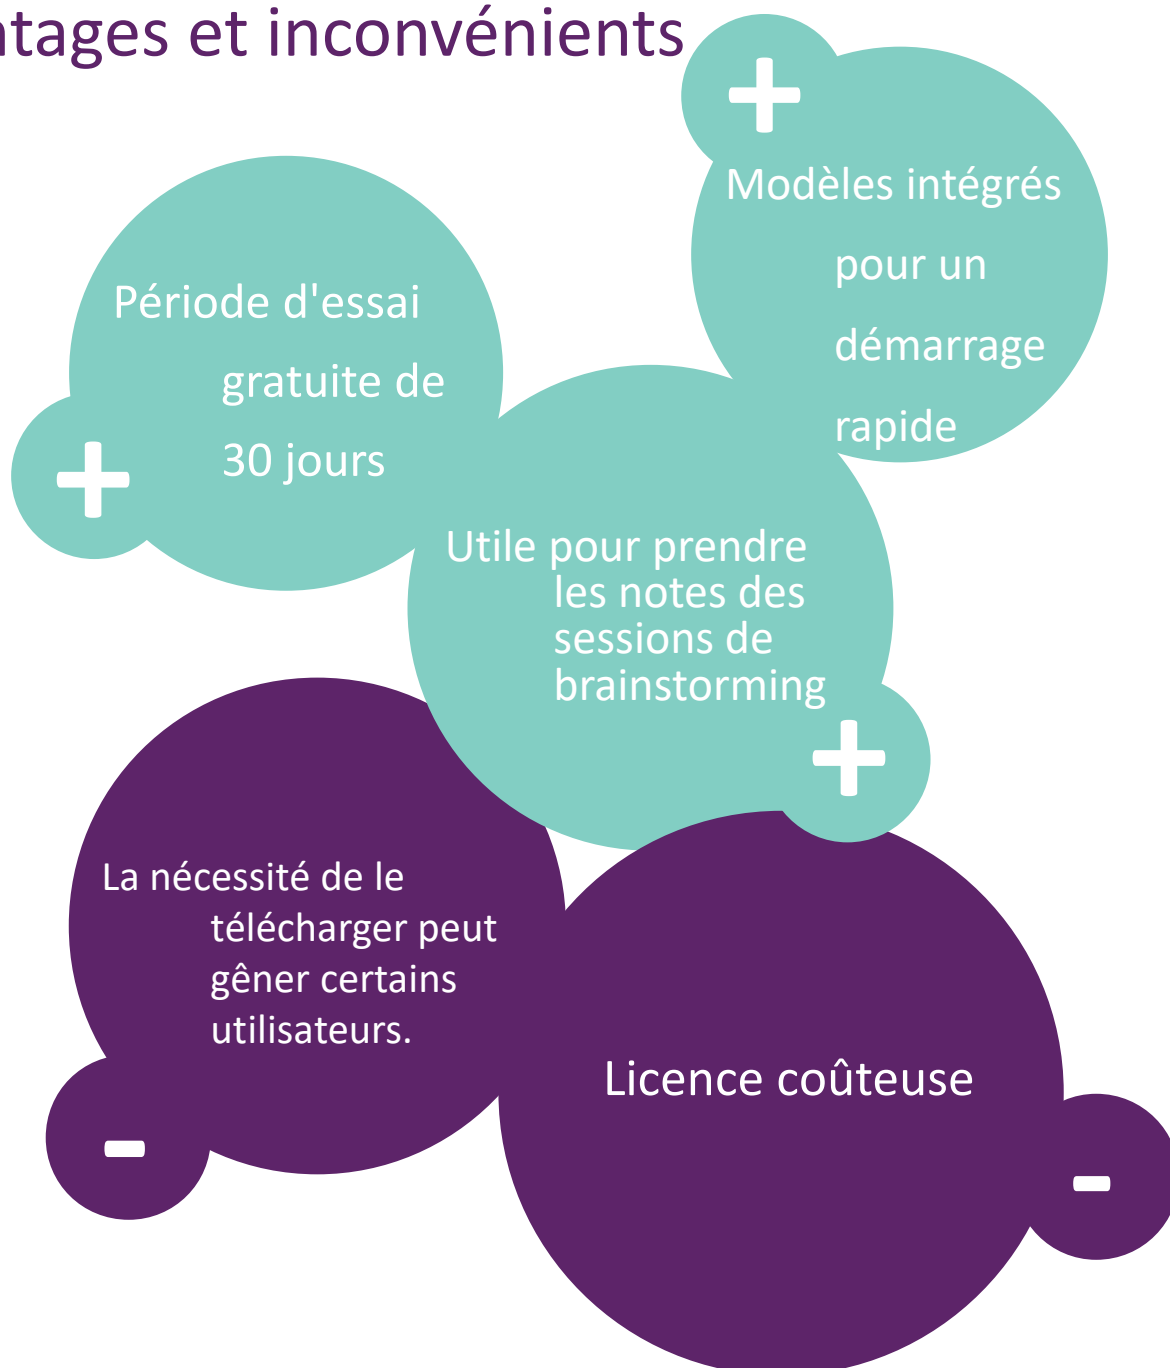 ntages et inconvénients
+
Modèles intégrés
pour un
démarrage
rapide
Période d'essai
gratuite de
30 jours
+
Utile pour prendre
les notes des
sessions de
brainstorming
+
La nécessité de le
télécharger peut
gêner certains
utilisateurs.
-
Licence coûteuse
-